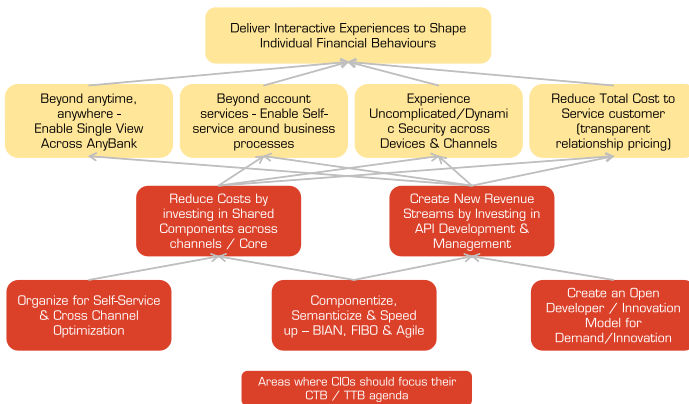 Deliver Interactive Experiences to Shape
Individual Financial Behaviours
Beyond anytime,
anywhere -
Enable Single View
Across AnyBank
Beyond account
services - Enable Self-
service around business
processes
Experience
Uncomplicated/Dynami
c Security across
Devices & Channels
Reduce Total Cost to
Service customer
(transparent
relationship pricing)
Reduce Costs by
investing in Shared
Components across
channels / Core
Create New Revenue
Streams by Investing in
API Development &
Management
Organize for Self-Service
& Cross Channel
Optimization
Componentize,
Semanticize & Speed
up – BIAN, FIBO & Agile
Create an Open
Developer / Innovation
Model for
Demand/Innovation
Areas where CIOs should focus their
CTB / TTB agenda